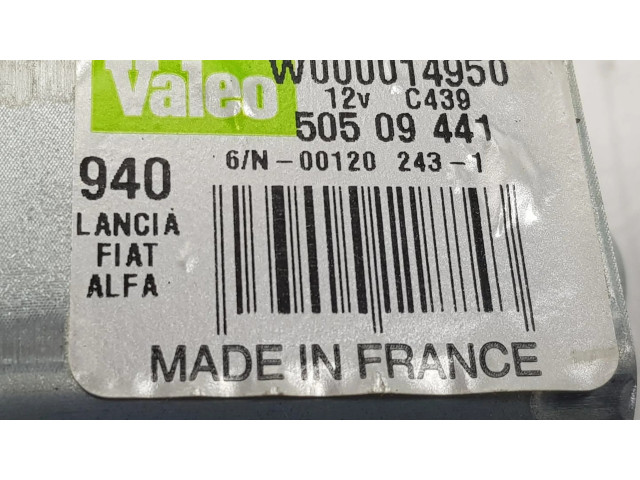 Valeo
W000014950
12v C439
505 09 441
6/N-00120 243-1
940
LANCIA
FIAT
ALFA
MADE IN FRANCE